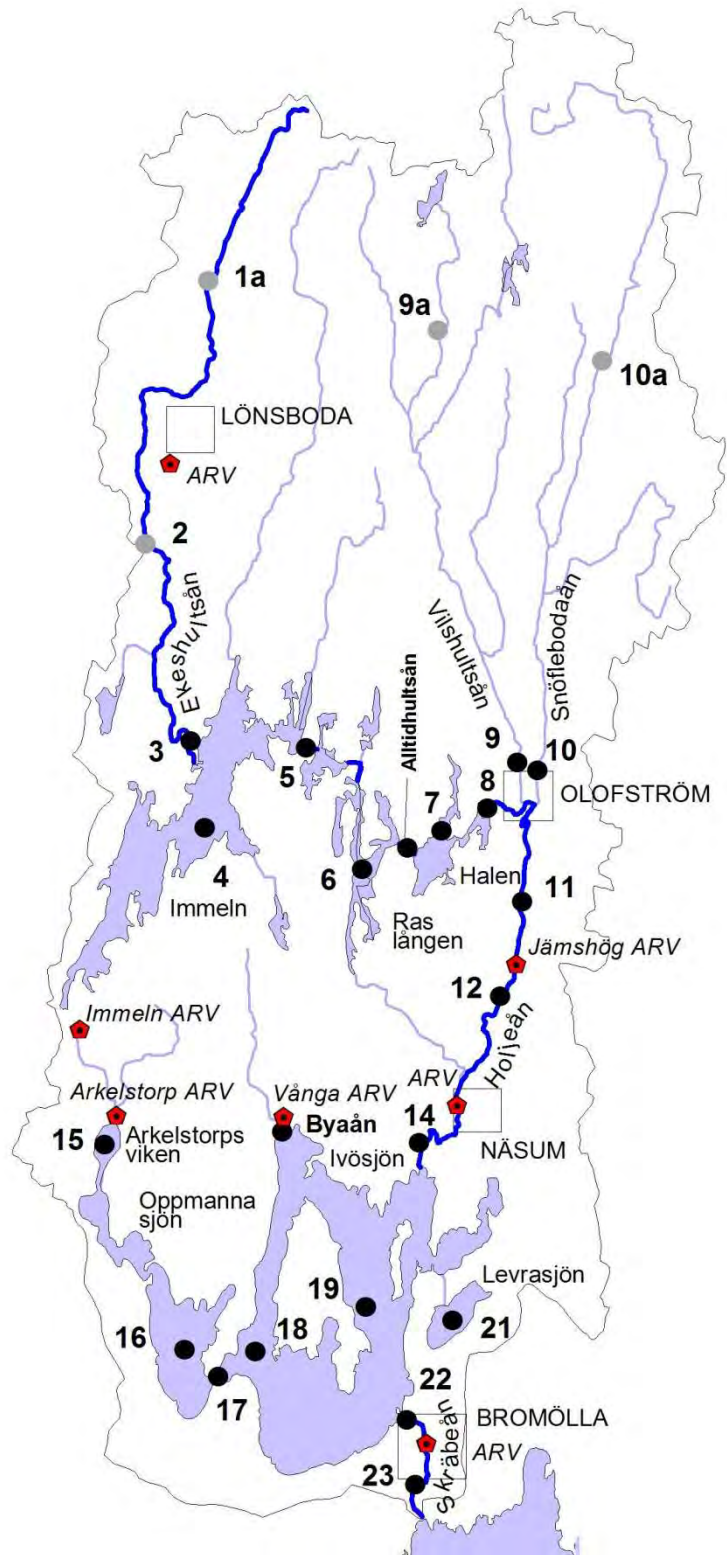 1a
9a
10a
LÖNSBODA
ARV
2
Ekeshultsån
Vilshultsån
Snöflebodaån
Alltidhultsån
3
5
9
10
OLOFSTRÖM
8
7
4
Immeln
6
Halen
11
Ras
lången
Jämshög ARV
12
Holjeån
Immeln ARV
Arkelstorp ARV
Vånga ARV
ARV
15
Arkelstorps
viken
Byaån
14
NÄSUM
Ivösjön
Oppmanna
sjön
Levrasjön
19
21
16
18
17
22
BROMÖLLA
ARV
Skräbeån
23